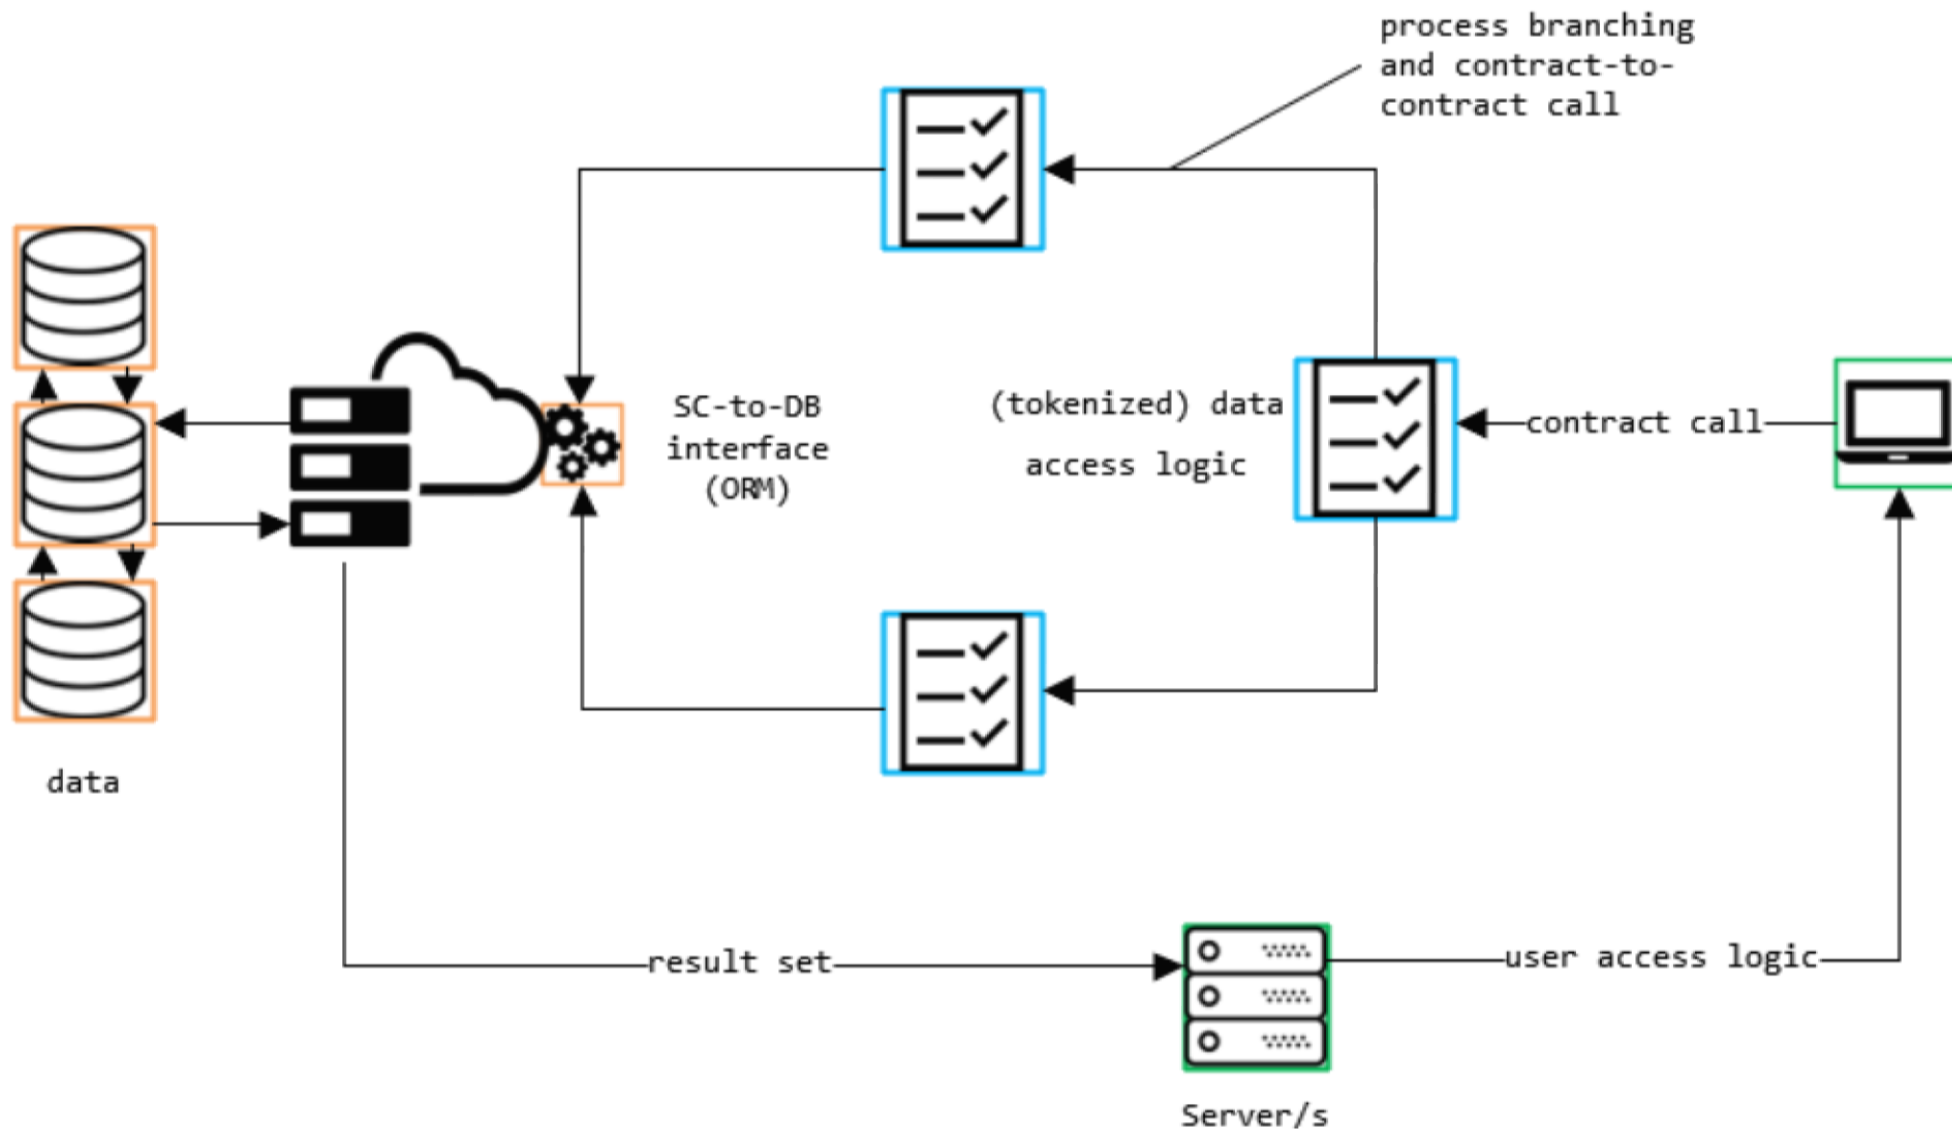 process branching
and contract-to-
contract call
SC-to-DB
interface
(ORM)
(tokenized) data
access logic
contract call
data
result set
user access logic
Server/s